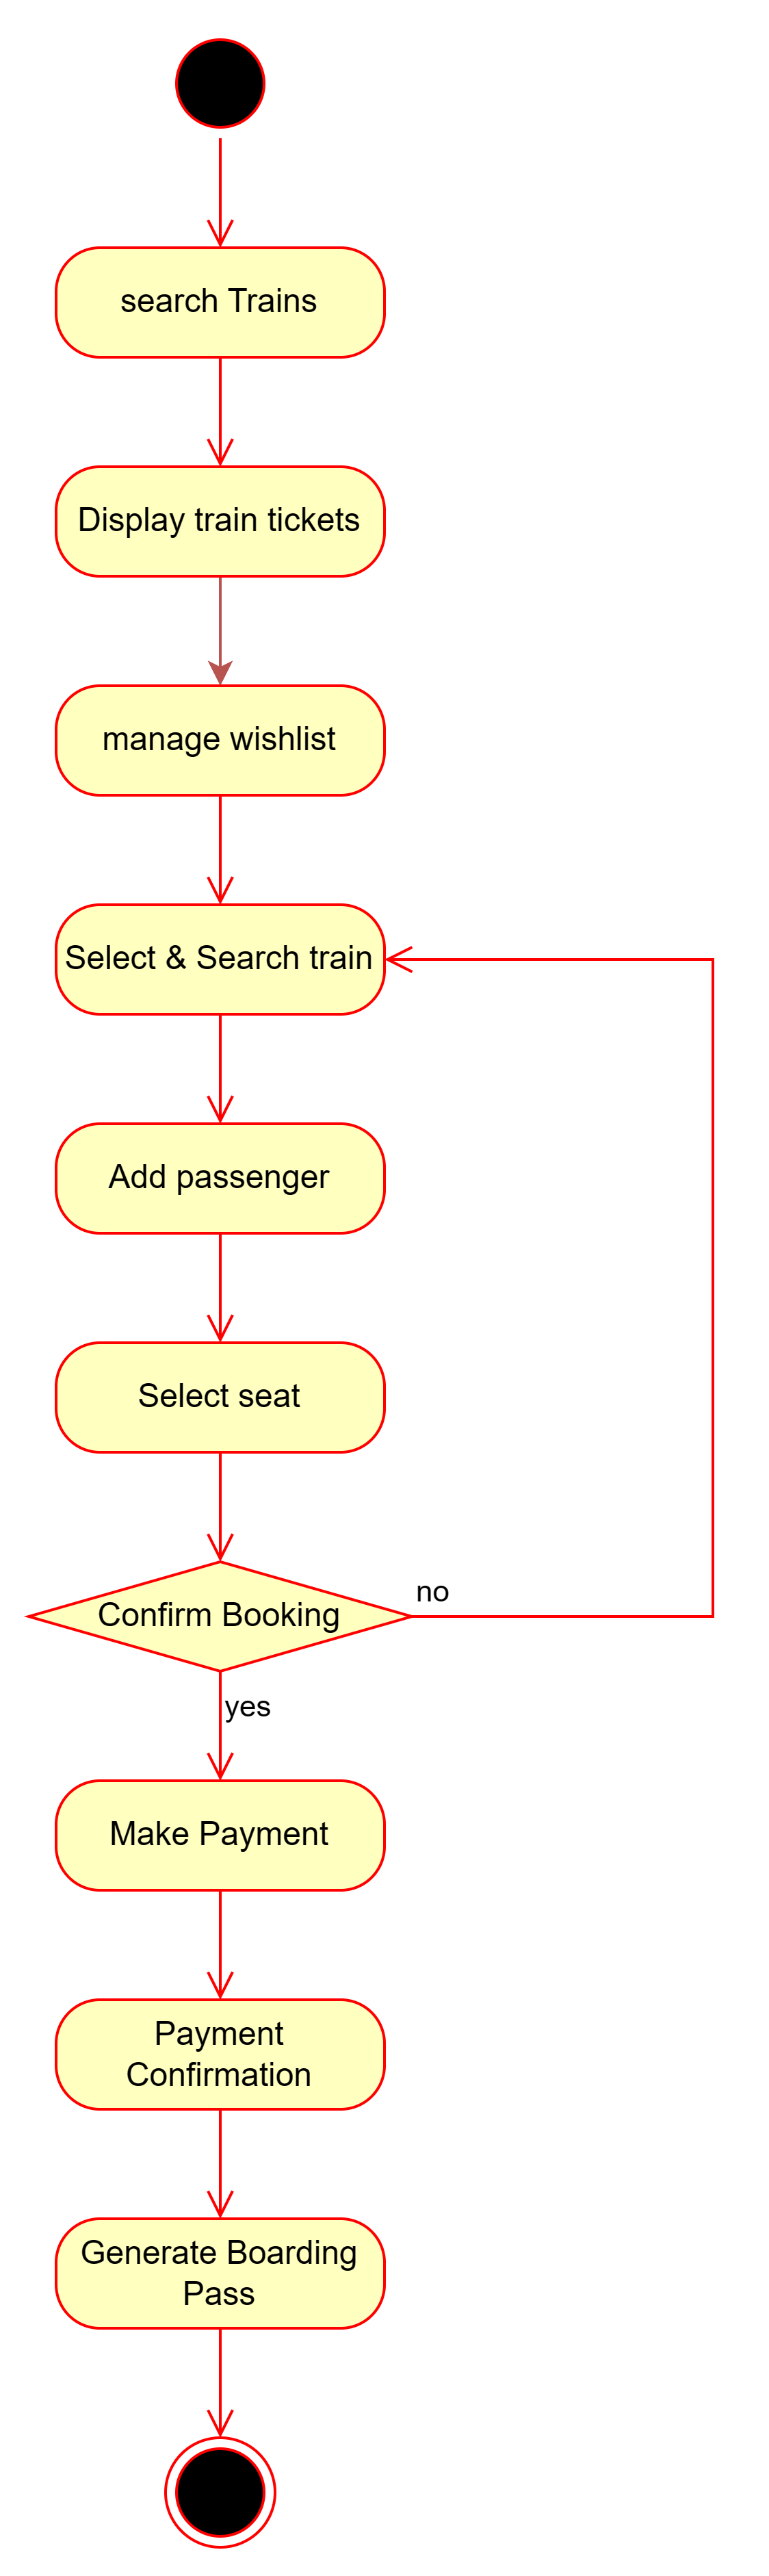 search Trains
Display train tickets
manage wishlist
Select & Search train
Add passenger
Select seat
Confirm Booking
no
yes
Make Payment
Payment
Confirmation
Generate Boarding
Pass